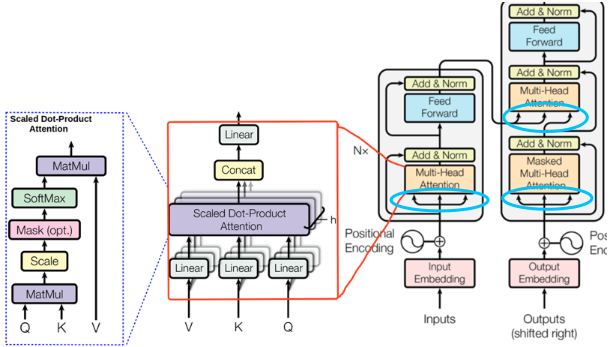 Scaled Dot-Product
Attention
MatMul
SoftMax
Mask (opt.)
Scale
MatMul
Q
K
V
Linear
Concat
Scaled Dot-Product
Attention
h
Linear
Linear
Linear
V
K
Q
N×
Add & Norm
Feed
Forward
Add & Norm
Multi-Head
Attention
Positional
Encoding
Input
Embedding
Inputs
Add & Norm
Feed
Forward
Add & Norm
Multi-Head
Attention
Add & Norm
Masked
Multi-Head
Attention
Posi
Enc
Output
Embedding
Outputs
(shifted right)